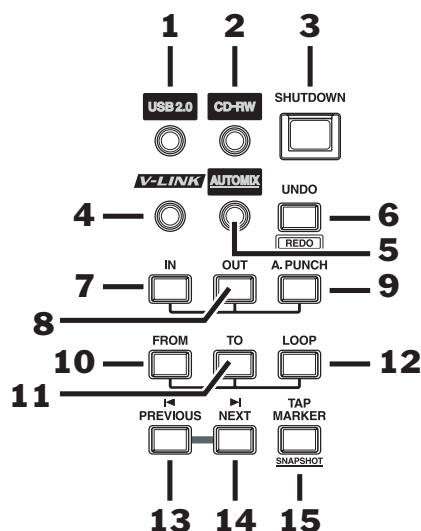 1 2 3
USB 2.0 CD-RW SHUTDOWN
V-LINK AUTOMIX UNDO
4 6
REDO
5
IN OUT A. PUNCH
7 9
8
FROM TO LOOP
10 12
11
PREVIOUS NEXT TAP MARKER
SNAPSHOT
13 14 15